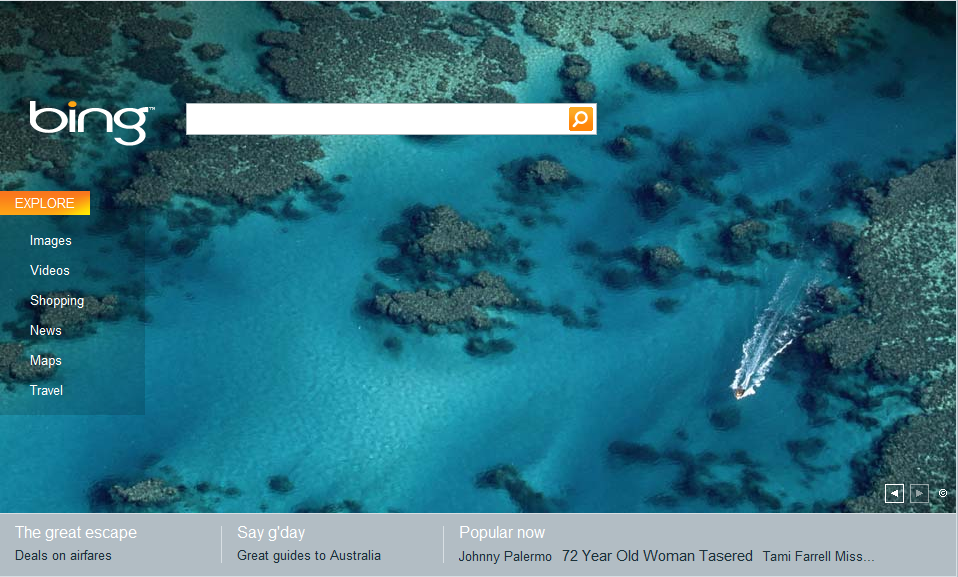 bing™
EXPLORE
Images
Videos
Shopping
News
Maps
Travel
©
The great escape
Deals on airfares
Say g'day
Great guides to Australia
Popular now
Johnny Palermo 72 Year Old Woman Tasered Tami Farrell Miss...